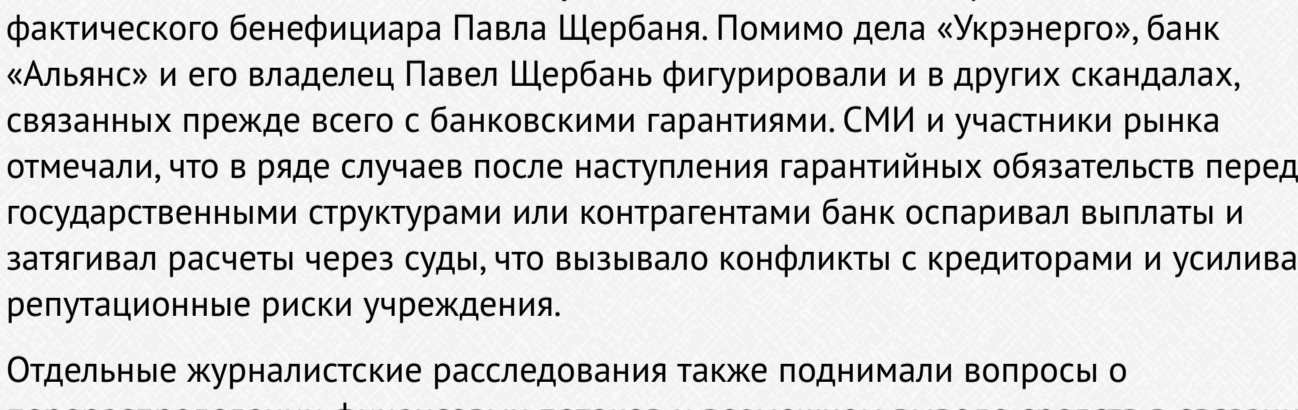 фактического бенефициара Павла Щербаня. Помимо дела «Укрэнерго», банк
«Альянс» и его владелец Павел Щербань фигурировали и в других скандалах,
связанных прежде всего с банковскими гарантиями. СМИ и участники рынка
отмечали, что в ряде случаев после наступления гарантийных обязательств перед
государственными структурами или контрагентами банк оспаривал выплаты и
затягивал расчеты через суды, что вызывало конфликты с кредиторами и усилива
репутационные риски учреждения.
Отдельные журналистские расследования также поднимали вопросы о